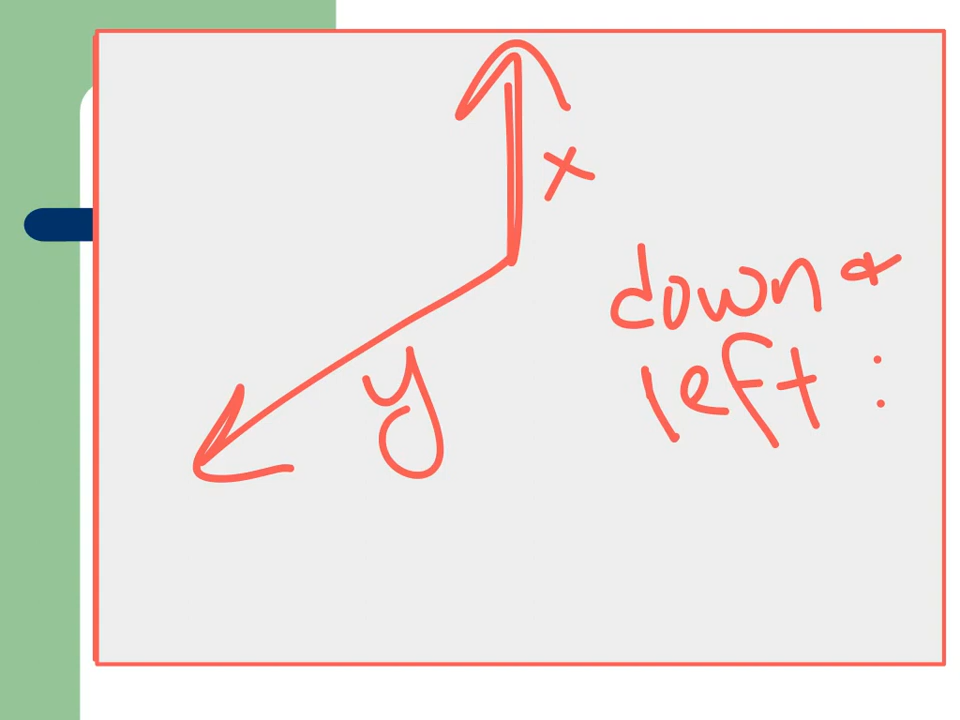 x
down &
left :
y